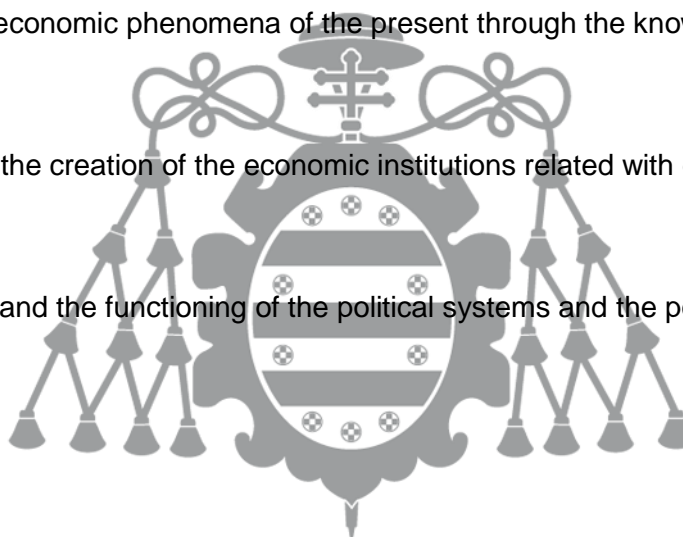 economic phenomena of the present through the know
the creation of the economic institutions related with
and the functioning of the political systems and the p